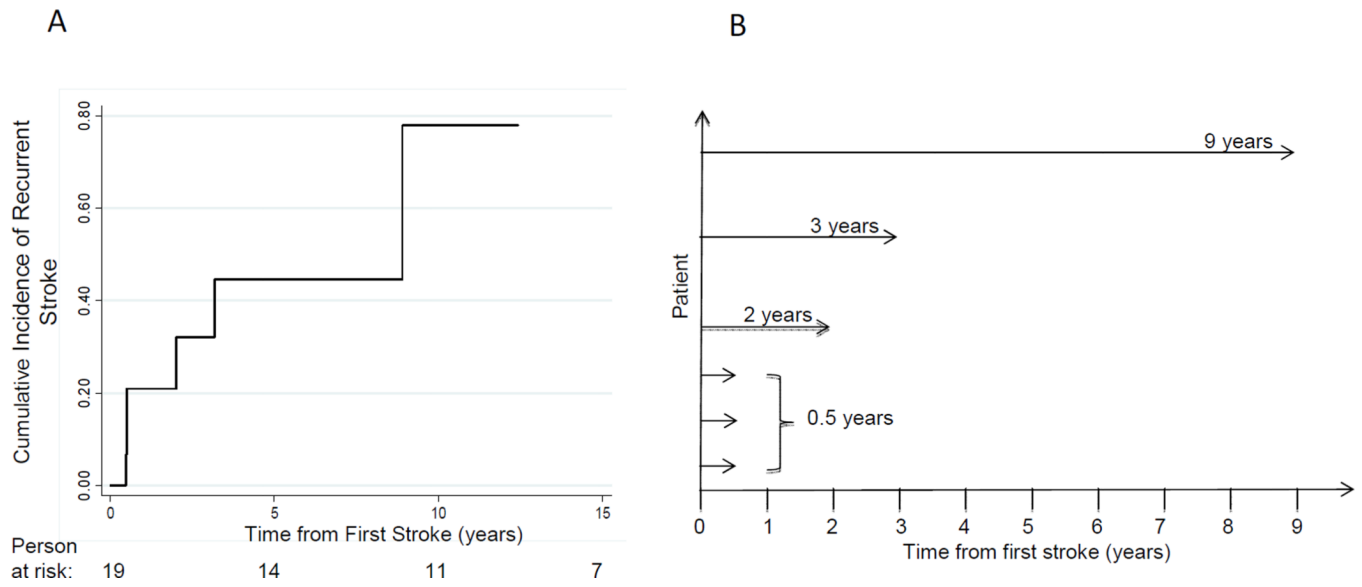 A
Cumulative Incidence of Recurrent
Stroke
0.80
0.60
0.40
0.20
0.00
0
5
10
15
Time from First Stroke (years)
Person
at risk: 19 14 11 7
B
Patient
9 years
3 years
2 years
0.5 years
0 1 2 3 4 5 6 7 8 9
Time from first stroke (years)